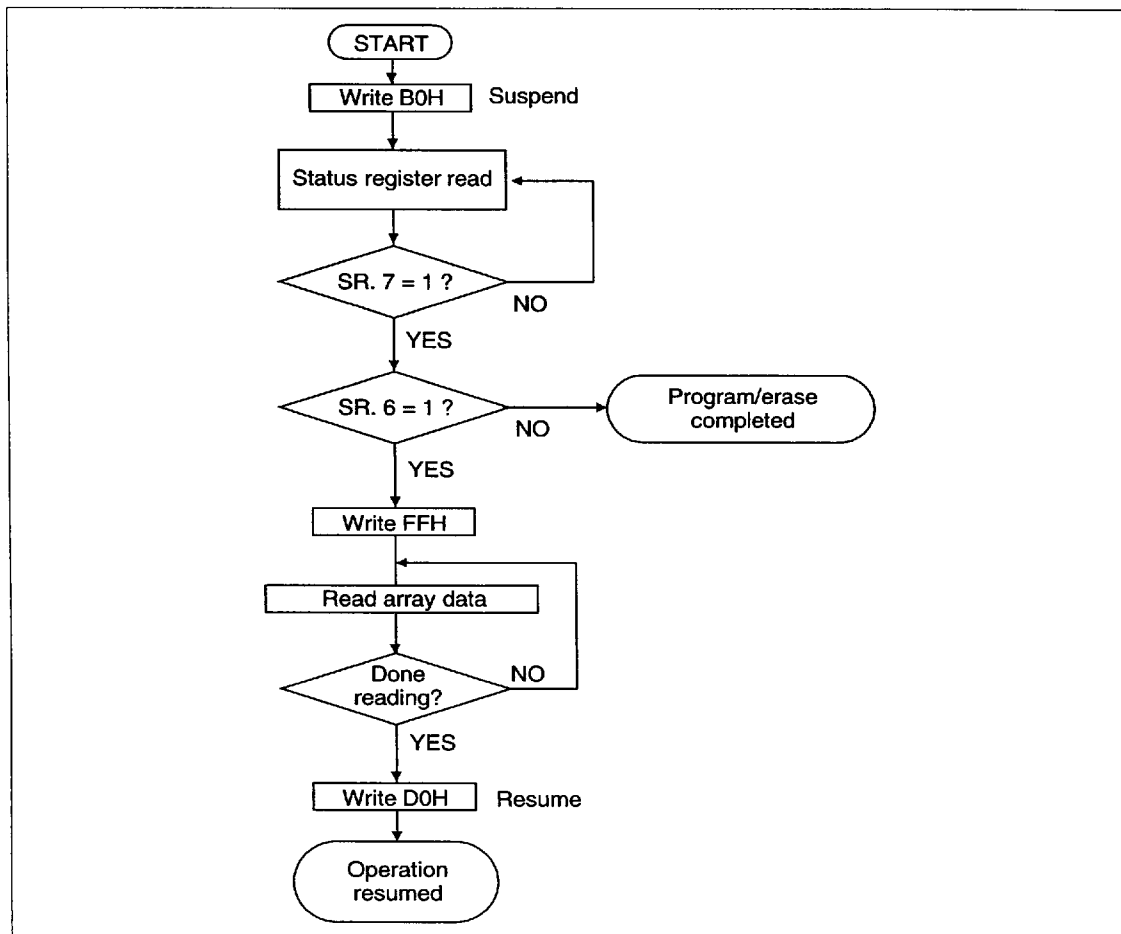 START
Write B0H Suspend
Status register read
SR. 7 = 1 ?
NO
YES
SR. 6 = 1 ?
NO
Program/erase
completed
YES
Write FFH
Read array data
Done
reading?
NO
YES
Write D0H Resume
Operation
resumed